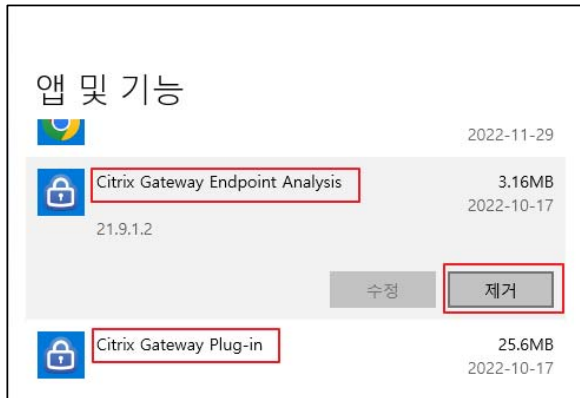 앱 및 기능
2022-11-29
Citrix Gateway Endpoint Analysis 3.16MB
2022-10-17
21.9.1.2
수정 제거
Citrix Gateway Plug-in 25.6MB
2022-10-17